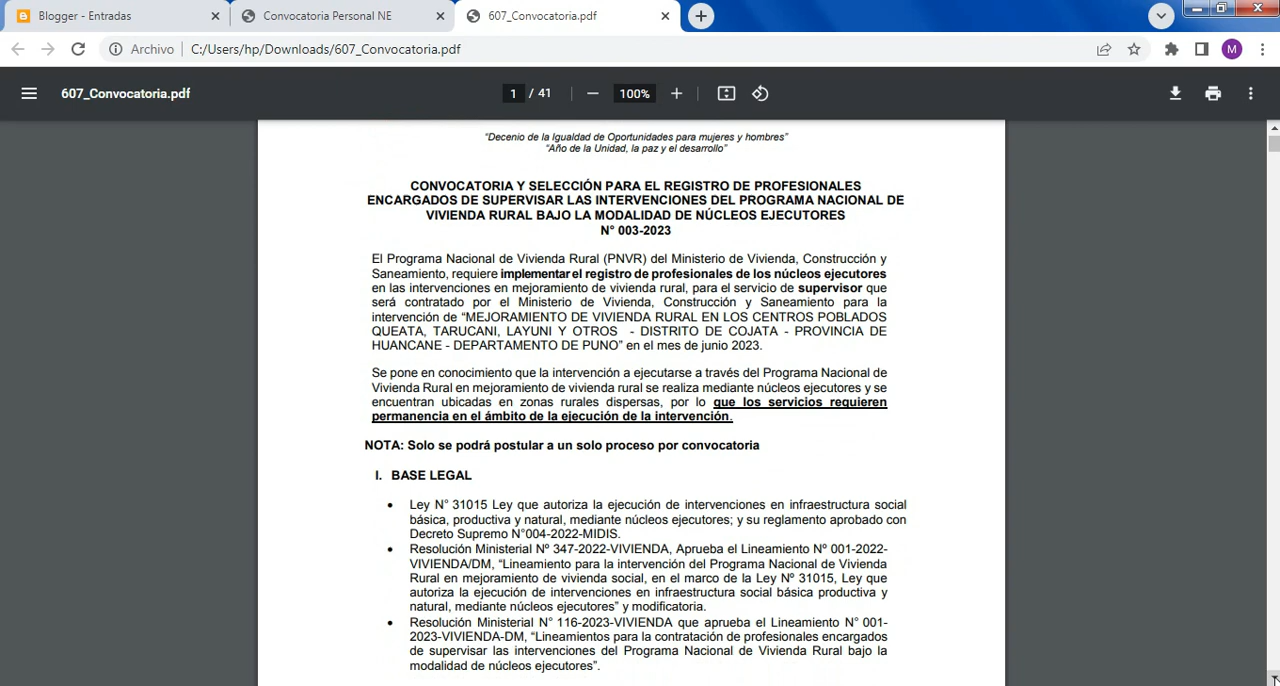 Blogger - Entradas
Convocatoria Personal NE
607_Convocatoria.pdf
Archivo
C:/Users/hp/Downloads/607_Convocatoria.pdf
M
607_Convocatoria.pdf
1 / 41
100%
“Decenio de la Igualdad de Oportunidades para mujeres y hombres”
“Año de la Unidad, la paz y el desarrollo”
CONVOCATORIA Y SELECCIÓN PARA EL REGISTRO DE PROFESIONALES
ENCARGADOS DE SUPERVISAR LAS INTERVENCIONES DEL PROGRAMA NACIONAL DE
VIVIENDA RURAL BAJO LA MODALIDAD DE NÚCLEOS EJECUTORES
N° 003-2023
El Programa Nacional de Vivienda Rural (PNVR) del Ministerio de Vivienda, Construcción y
Saneamiento, requiere implementar el registro de profesionales de los núcleos ejecutores
en las intervenciones en mejoramiento de vivienda rural, para el servicio de supervisor que
será contratado por el Ministerio de Vivienda, Construcción y Saneamiento para la
intervención de “MEJORAMIENTO DE VIVIENDA RURAL EN LOS CENTROS POBLADOS
QUEATA, TARUCANI, LAYUNI Y OTROS - DISTRITO DE COJATA - PROVINCIA DE
HUANCANE - DEPARTAMENTO DE PUNO” en el mes de junio 2023.
Se pone en conocimiento que la intervención a ejecutarse a través del Programa Nacional de
Vivienda Rural en mejoramiento de vivienda rural se realiza mediante núcleos ejecutores y se
encuentran ubicadas en zonas rurales dispersas, por lo que los servicios requieren
permanencia en el ámbito de la ejecución de la intervención.
NOTA: Solo se podrá postular a un solo proceso por convocatoria
I. BASE LEGAL
• Ley N° 31015 Ley que autoriza la ejecución de intervenciones en infraestructura social
básica, productiva y natural, mediante núcleos ejecutores; y su reglamento aprobado con
Decreto Supremo N°004-2022-MIDIS.
• Resolución Ministerial Nº 347-2022-VIVIENDA, Aprueba el Lineamiento Nº 001-2022-
VIVIENDA/DM, “Lineamiento para la intervención del Programa Nacional de Vivienda
Rural en mejoramiento de vivienda social, en el marco de la Ley Nº 31015, Ley que
autoriza la ejecución de intervenciones en infraestructura social básica productiva y
natural, mediante núcleos ejecutores” y modificatoria.
• Resolución Ministerial N° 116-2023-VIVIENDA que aprueba el Lineamiento N° 001-
2023-VIVIENDA-DM, “Lineamientos para la contratación de profesionales encargados
de supervisar las intervenciones del Programa Nacional de Vivienda Rural bajo la
modalidad de núcleos ejecutores”.